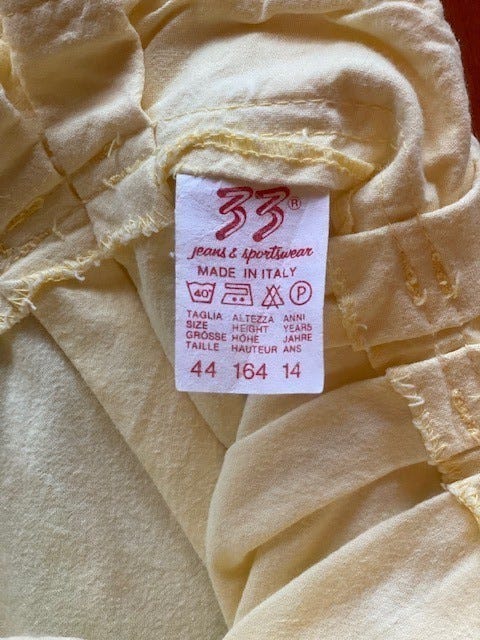 33®
jeans & sportswear
MADE IN ITALY
40° P
TAGLIA ALTEZZA ANNI
SIZE HEIGHT YEARS
GRÖSSE HÖHE JAHRE
TAILLE HAUTEUR ANS
44 164 14